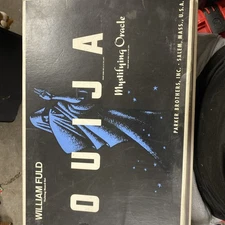 WILLIAM FULD
OUIJA
Mystifying Oracle
PARKER BROTHERS, INC. · SALEM, MASS., U.S.A.